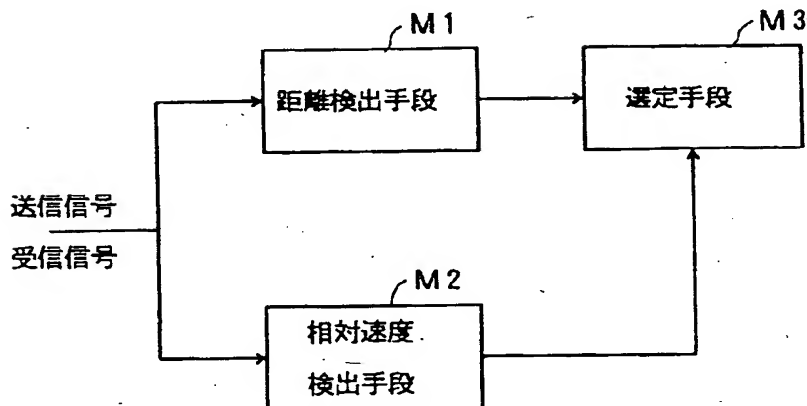 M1
M3
距離検出手段
選定手段
送信信号
受信信号
M2
相対速度
検出手段